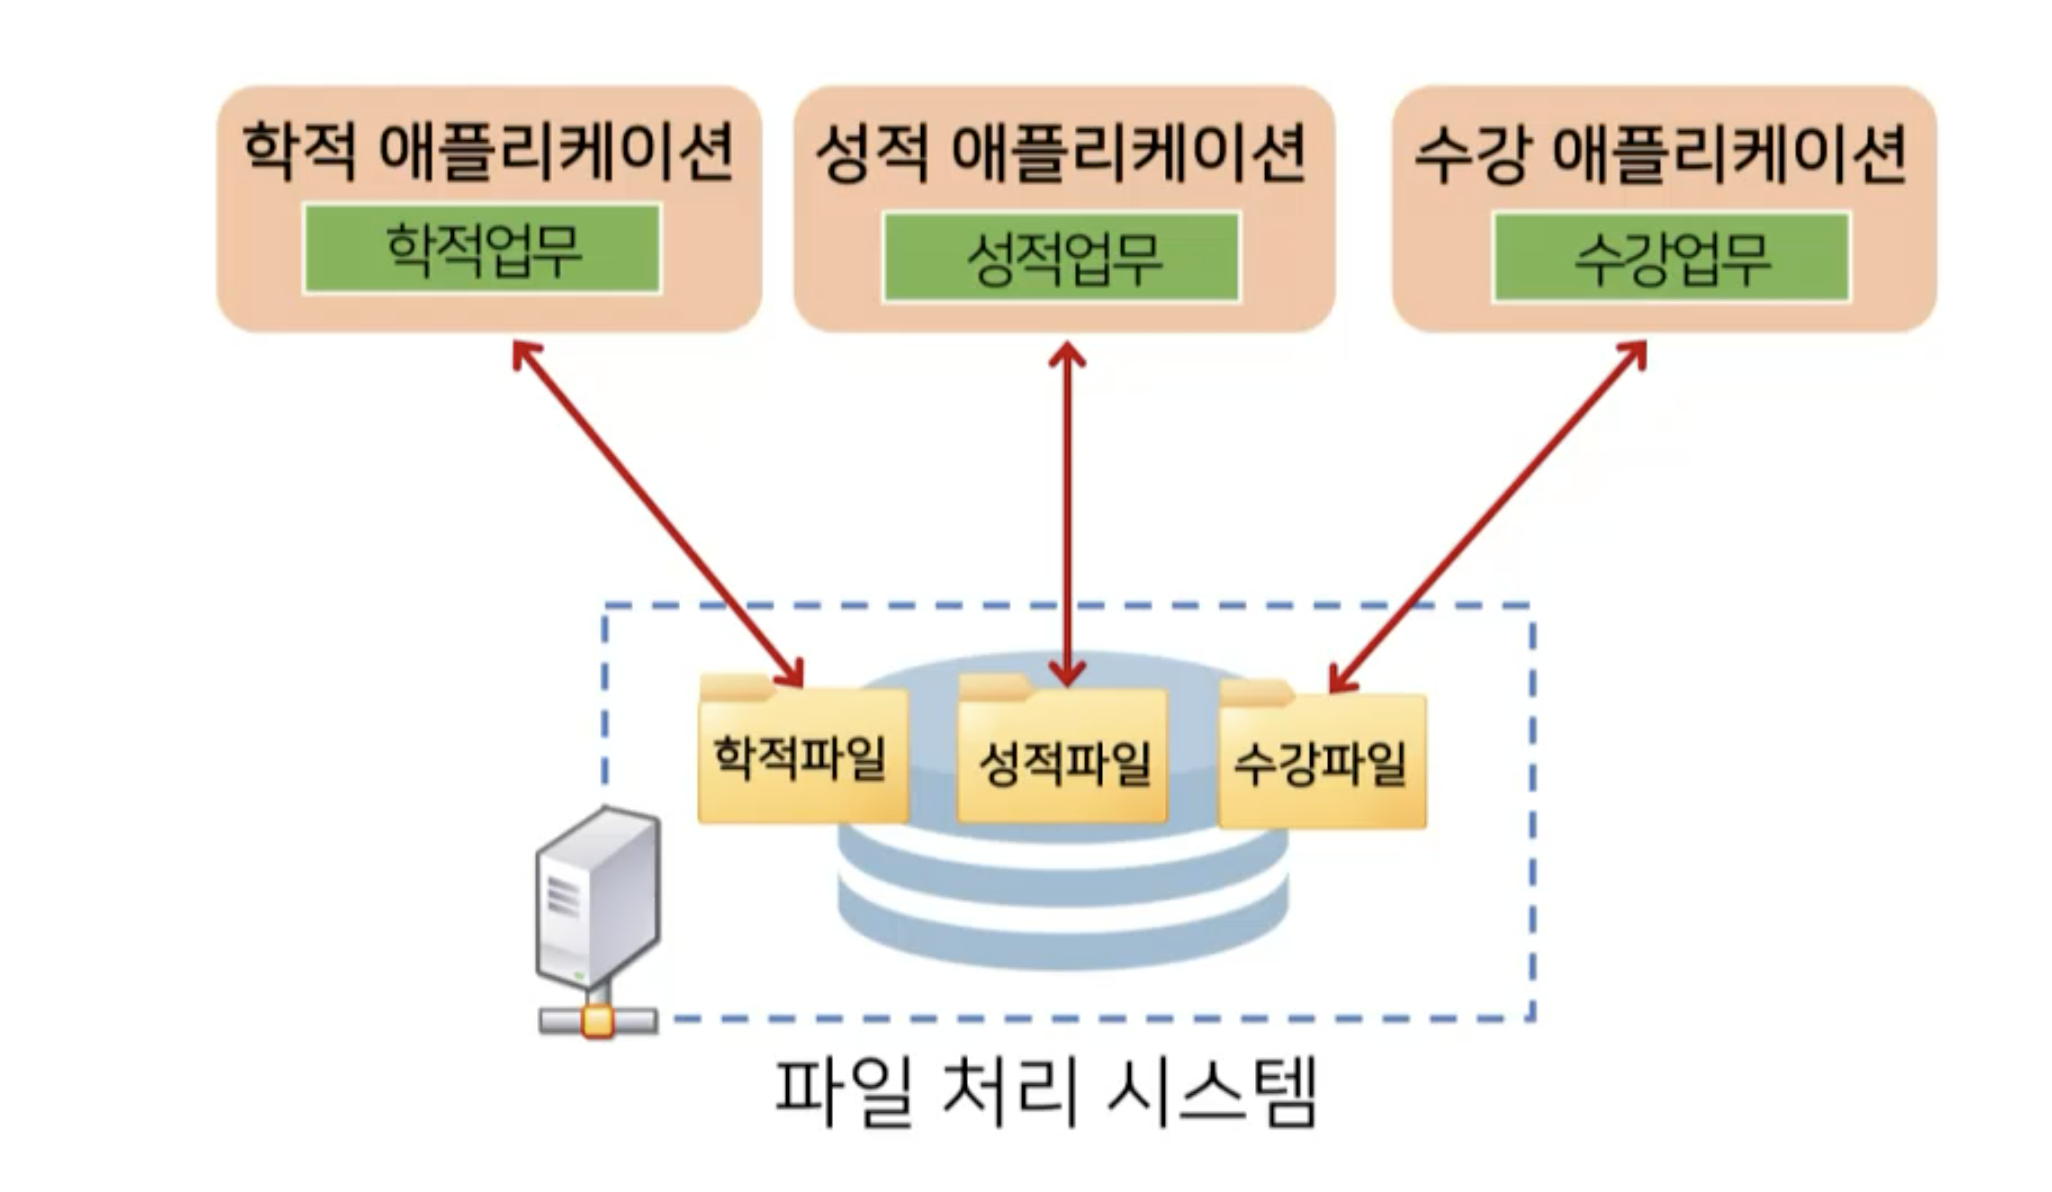 학적 애플리케이션
학적업무
성적 애플리케이션
성적업무
수강 애플리케이션
수강업무
학적파일
성적파일
수강파일
파일 처리 시스템